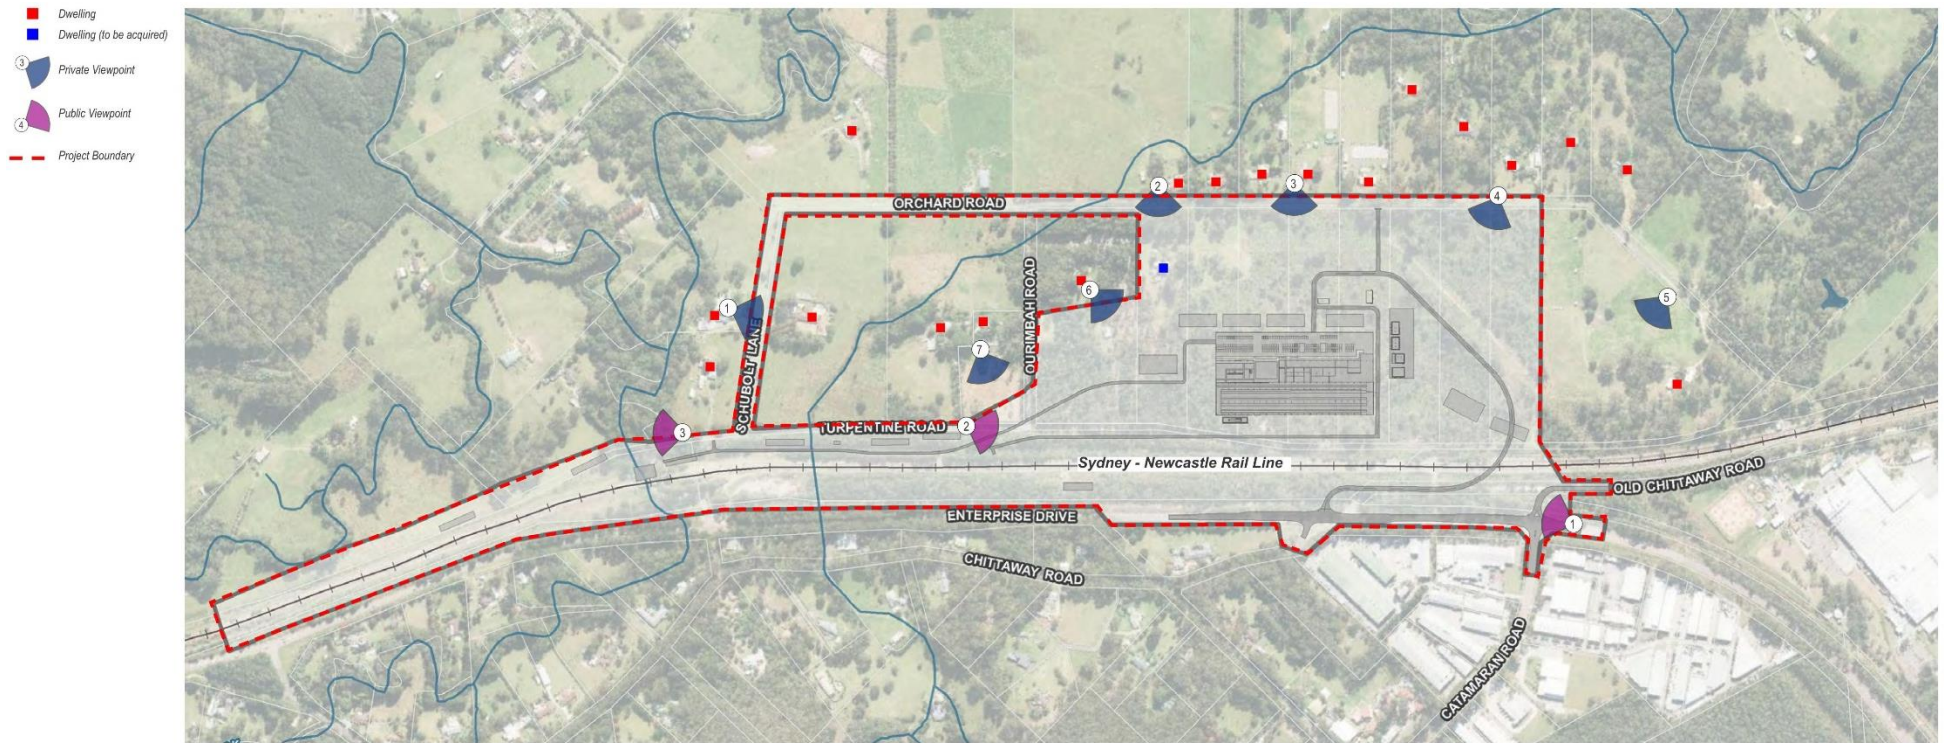 Dwelling
Dwelling (to be acquired)
3
Private Viewpoint
Public Viewpoint
4
Project Boundary
2
3
4
ORCHARD ROAD
OURIMBAH ROAD
6
5
1
SCHUBOLT LANE
7
3
TURPENTINE ROAD
2
Sydney - Newcastle Rail Line
OLD CHITTAWAY ROAD
ENTERPRISE DRIVE
1
CHITTAWAY ROAD
CATAMARAN ROAD